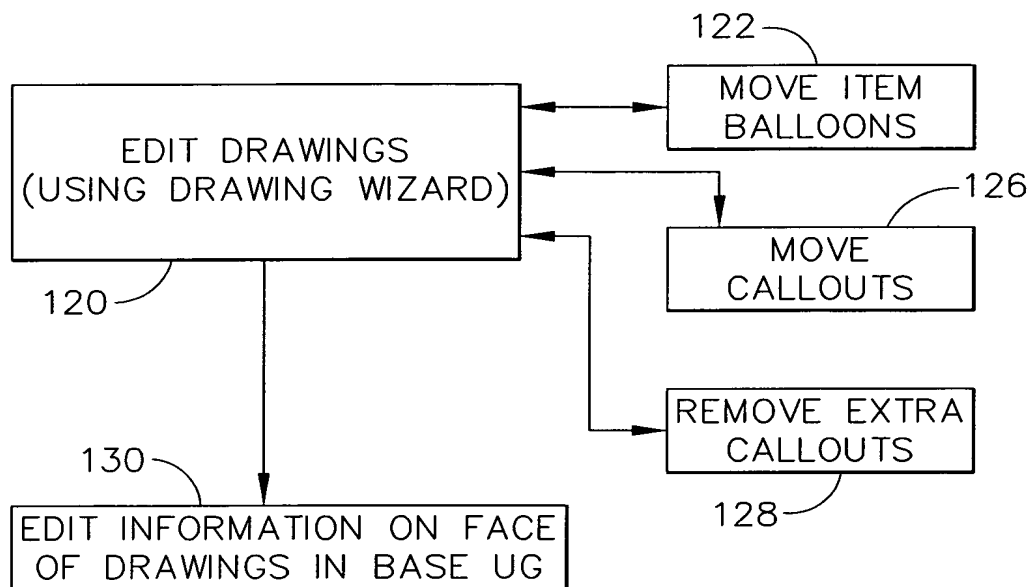 122
MOVE ITEM
BALLOONS
EDIT DRAWINGS
(USING DRAWING WIZARD)
126
MOVE
CALLOUTS
120
REMOVE EXTRA
CALLOUTS
128
130
EDIT INFORMATION ON FACE
OF DRAWINGS IN BASE UG